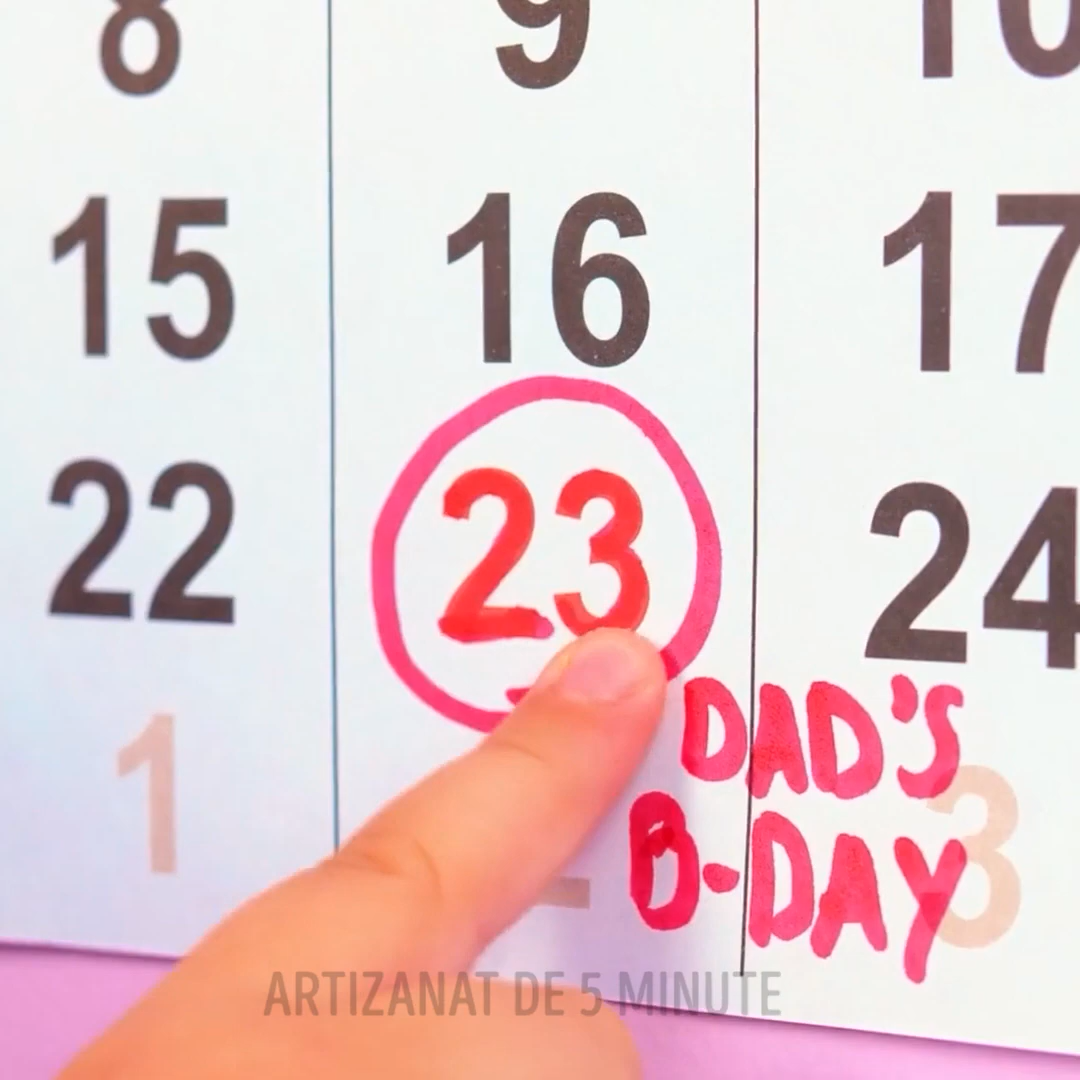 8 9 10
15 16 17
22 23 24
DAD'S
1 3
B-DAY
ARTIZANAT DE 5 MINUTE